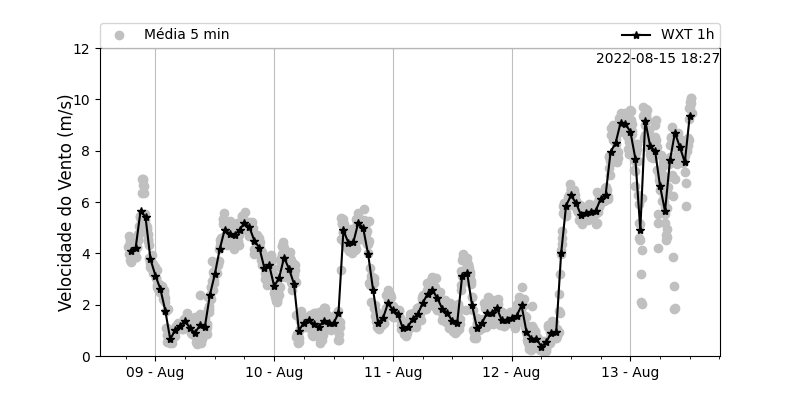 Média 5 min
WXT 1h
2022-08-15 18:27
Velocidade do Vento (m/s)
12
10
8
6
4
2
0
09 - Aug
10 - Aug
11 - Aug
12 - Aug
13 - Aug